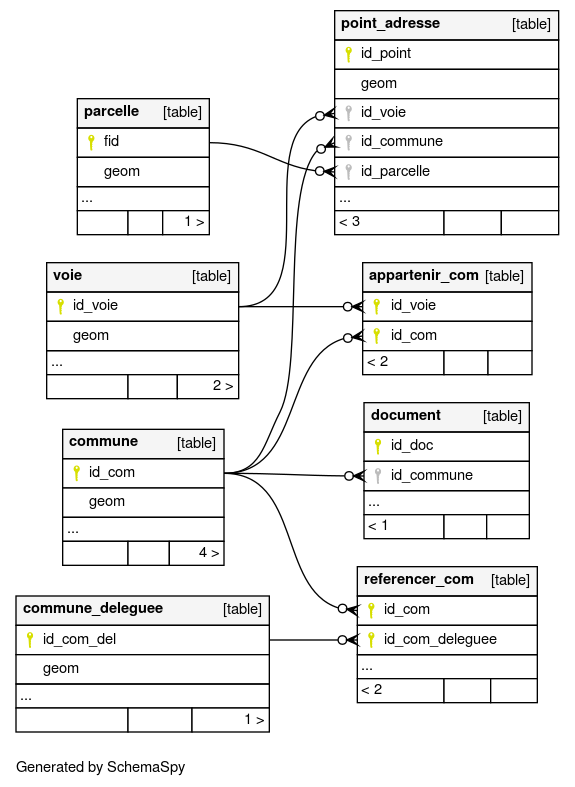 point_adresse [table]
id_point
geom
id_voie
id_commune
id_parcelle
...
< 3
parcelle [table]
fid
geom
...
1 >
voie [table]
id_voie
geom
...
2 >
appartenir_com [table]
id_voie
id_com
< 2
commune [table]
id_com
geom
...
4 >
document [table]
id_doc
id_commune
...
< 1
commune_deleguee [table]
id_com_del
geom
...
1 >
referencer_com [table]
id_com
id_com_deleguee
...
< 2
Generated by SchemaSpy